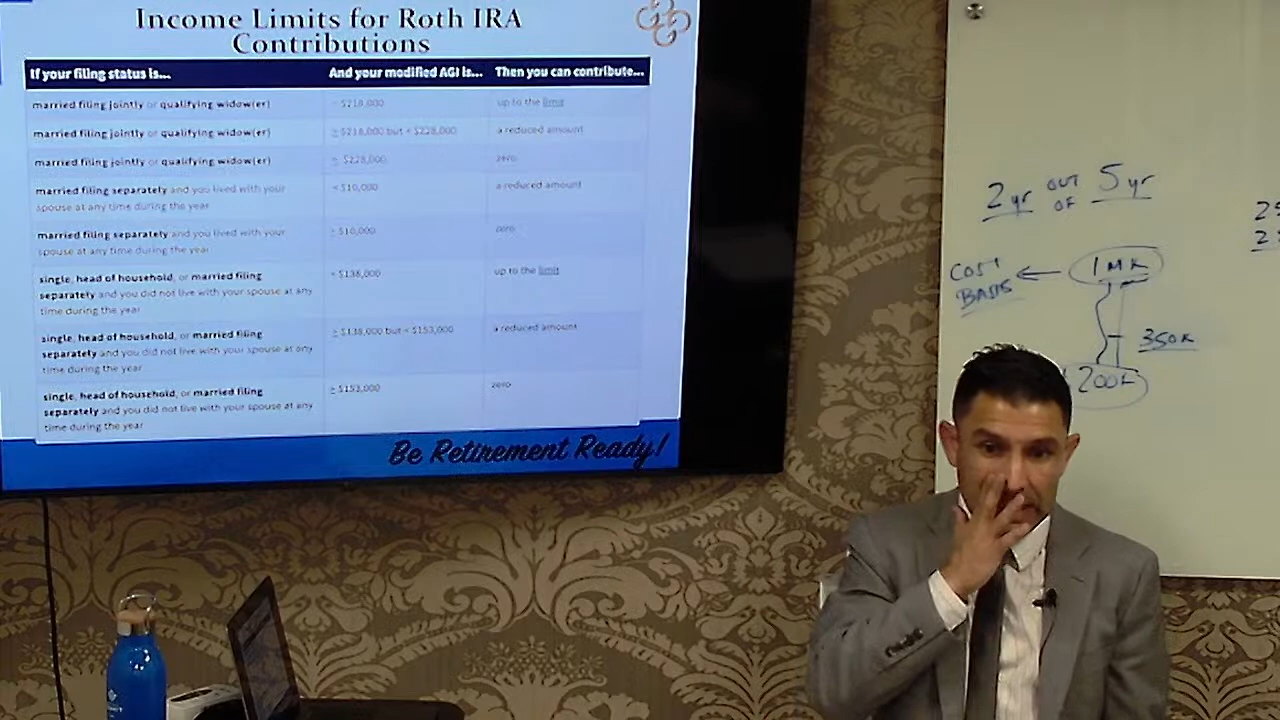 Income Limits for Roth IRA
Contributions
If your filing status is... And your modified AGI is... Then you can contribute...
married filing jointly or qualifying widow(er) < $218,000 up to the limit
married filing jointly or qualifying widow(er) ≥ $218,000 but < $228,000 a reduced amount
married filing jointly or qualifying widow(er) ≥ $228,000 zero
married filing separately and you lived with your < $10,000 a reduced amount
spouse at any time during the year
married filing separately and you lived with your ≥ $10,000 zero
spouse at any time during the year
single, head of household, or married filing < $138,000 up to the limit
separately and you did not live with your spouse at any
time during the year
single, head of household, or married filing ≥ $138,000 but < $153,000 a reduced amount
separately and you did not live with your spouse at any
time during the year
single, head of household, or married filing ≥ $153,000 zero
separately and you did not live with your spouse at any
time during the year
Be Retirement Ready!
2 yr OUT OF 5 yr
COST
BASIS
350K
200K